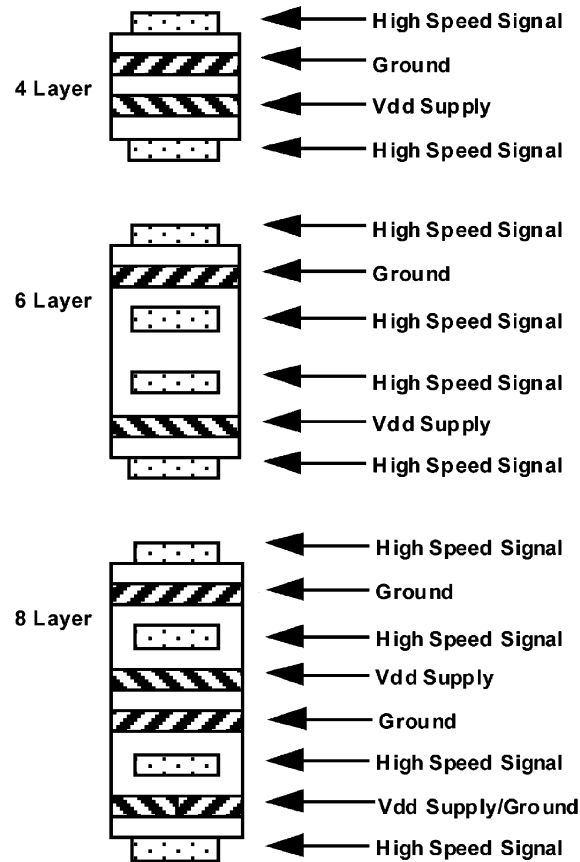 High Speed Signal
Ground
4 Layer
Vdd Supply
High Speed Signal
High Speed Signal
Ground
6 Layer
High Speed Signal
High Speed Signal
Vdd Supply
High Speed Signal
High Speed Signal
Ground
8 Layer
High Speed Signal
Vdd Supply
Ground
High Speed Signal
Vdd Supply/Ground
High Speed Signal